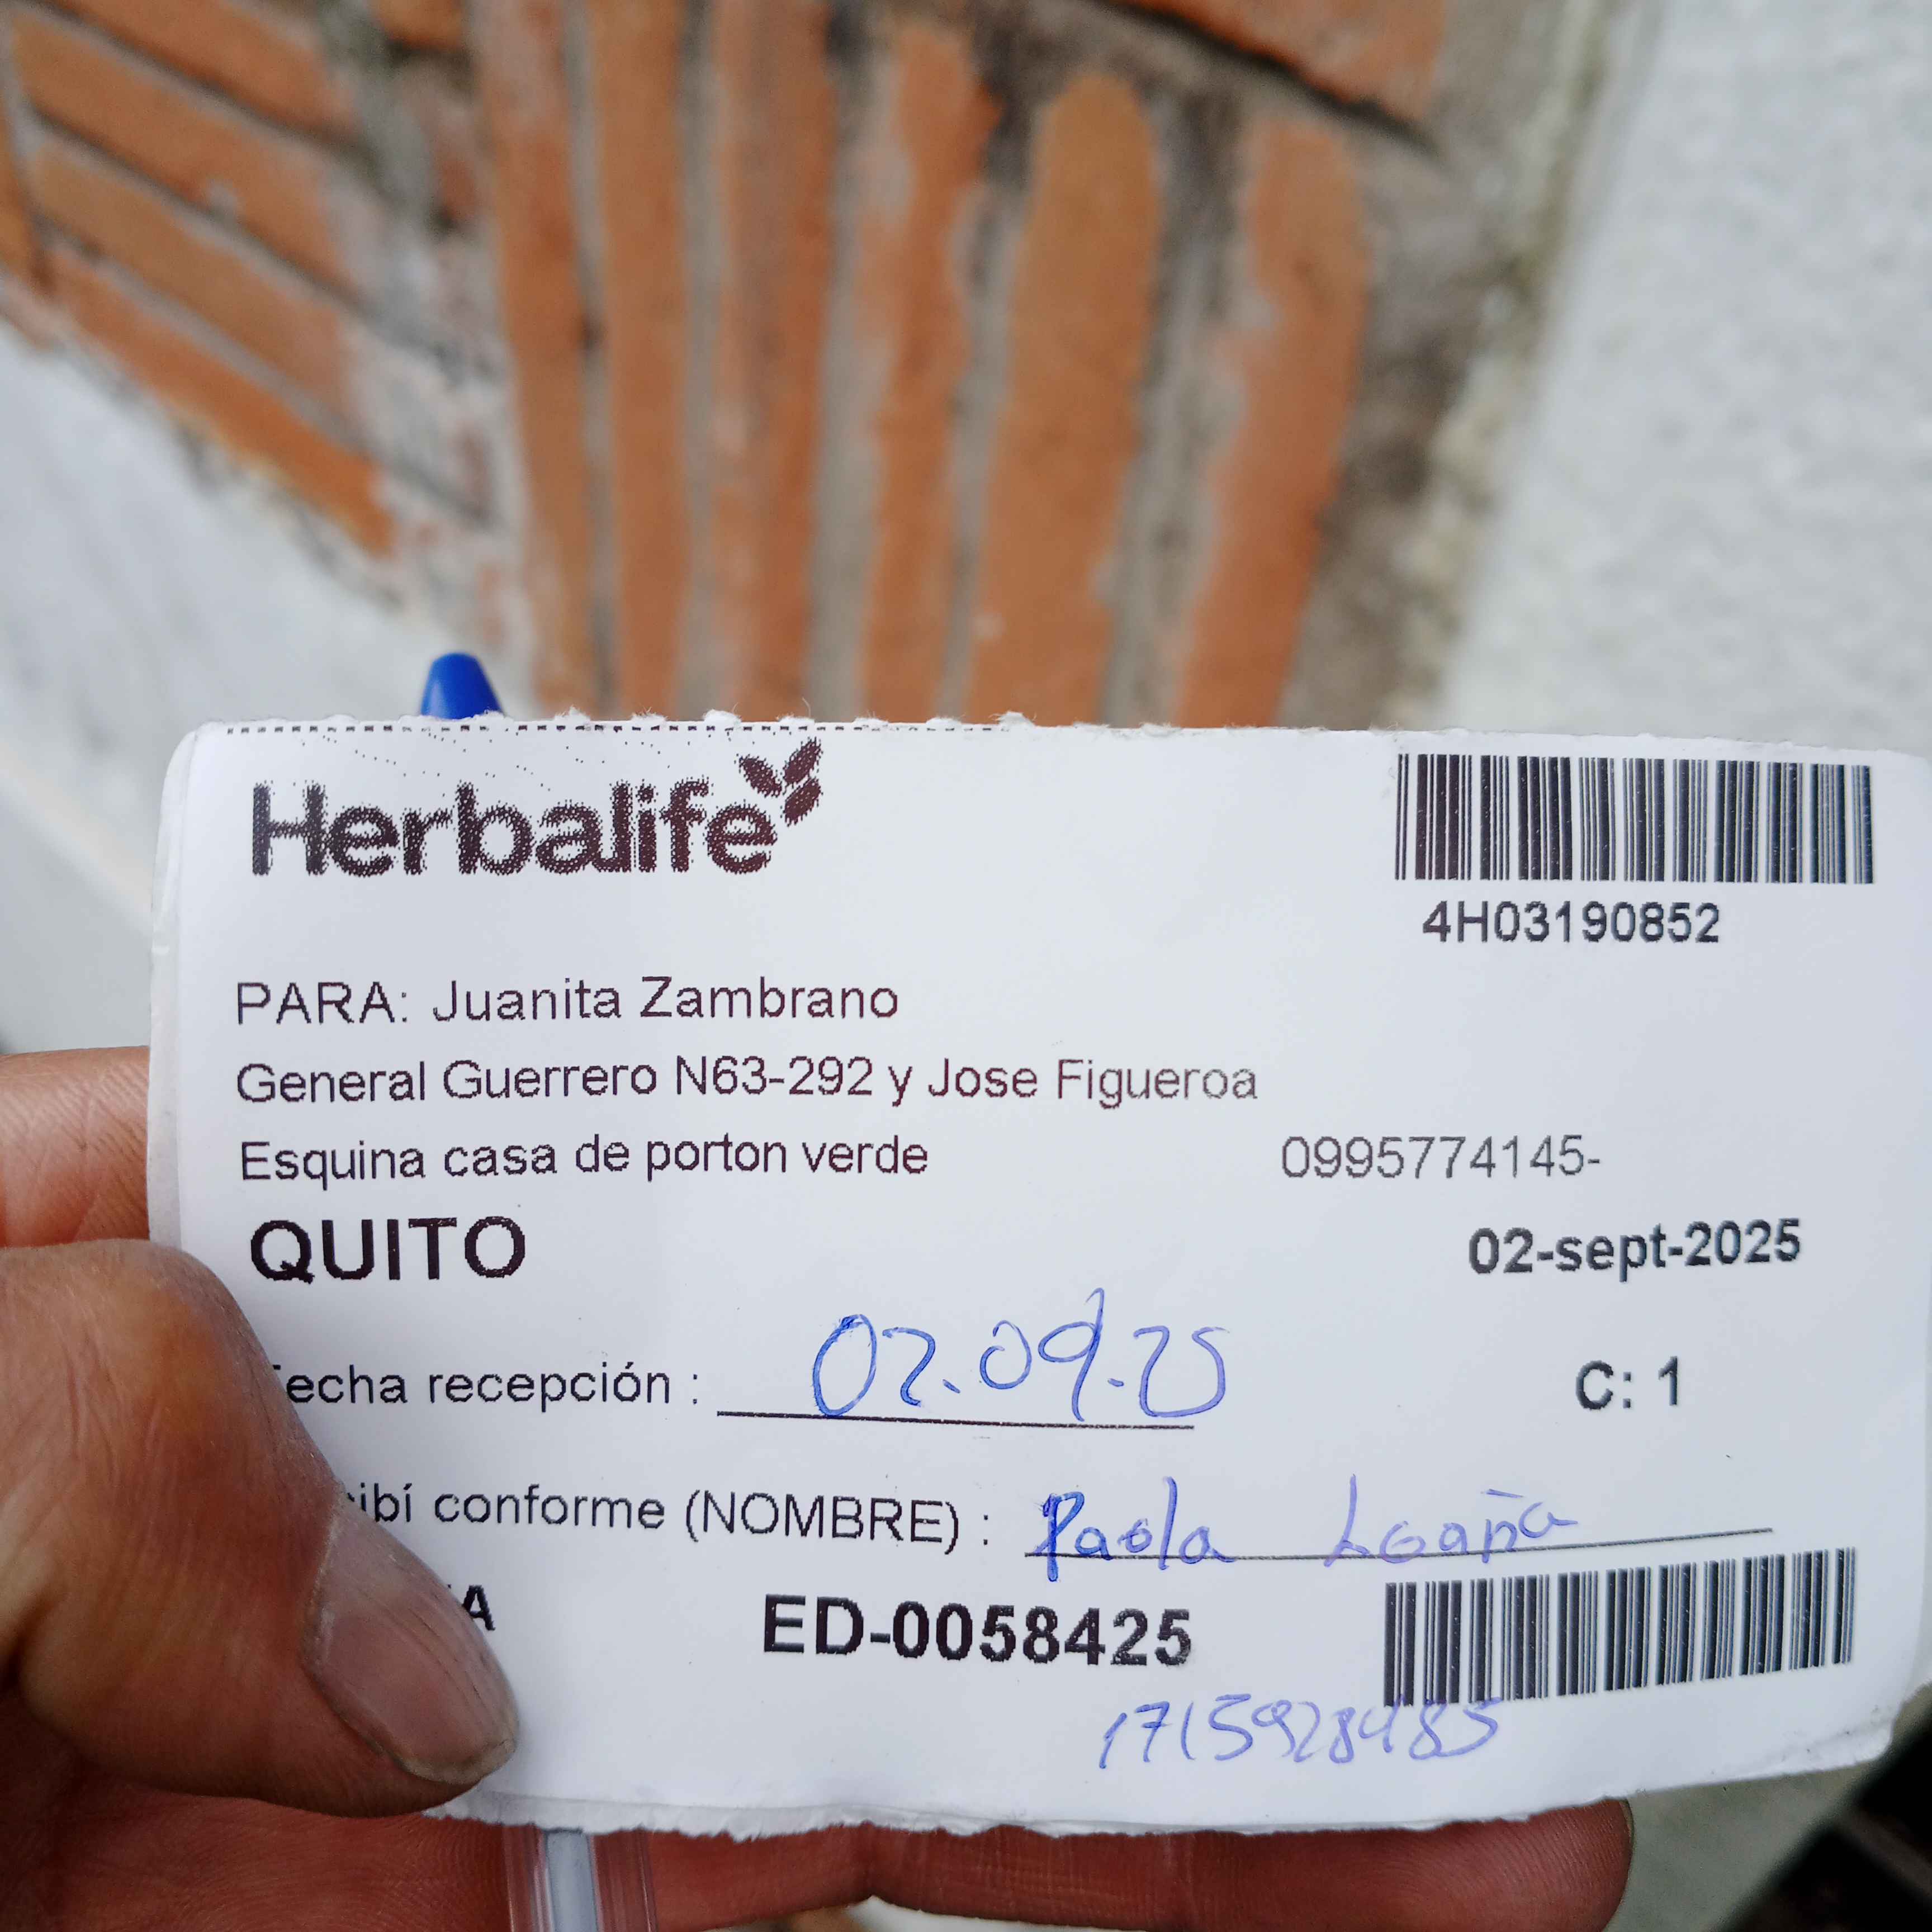 Herbalife
4H03190852
PARA: Juanita Zambrano
General Guerrero N63-292 y Jose Figueroa
Esquina casa de porton verde 0995774145-
QUITO 02-sept-2025
echa recepción : 02.09.25
C: 1
ibí conforme (NOMBRE) : Paola Loaña
A ED-0058425
1715928485